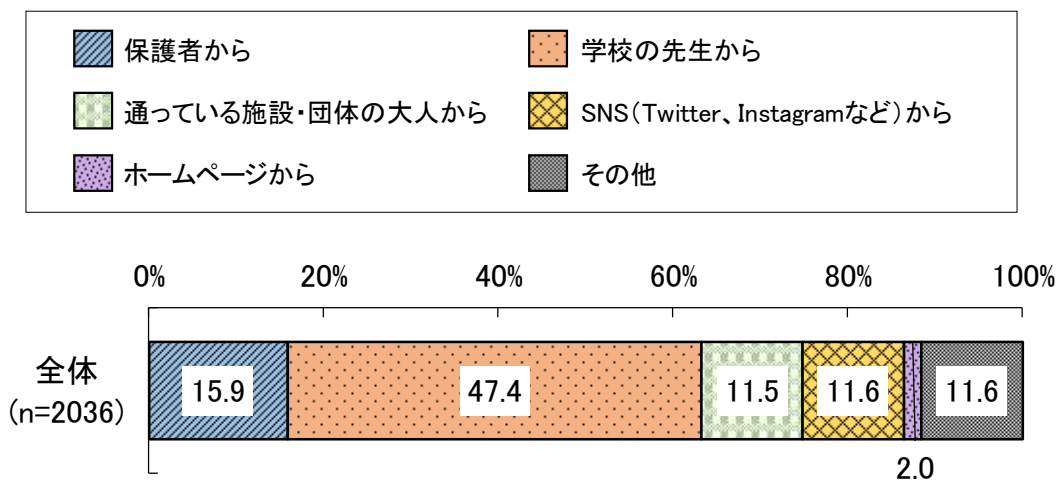 保護者から
学校の先生から
通っている施設・団体の大人から
SNS(Twitter、Instagramなど)から
ホームページから
その他
0%
20%
40%
60%
80%
100%
全体
(n=2036)
15.9
47.4
11.5
11.6
11.6
2.0